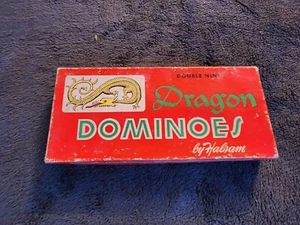 DOUBLE NINE
Dragon
DOMINOES
by Halsam